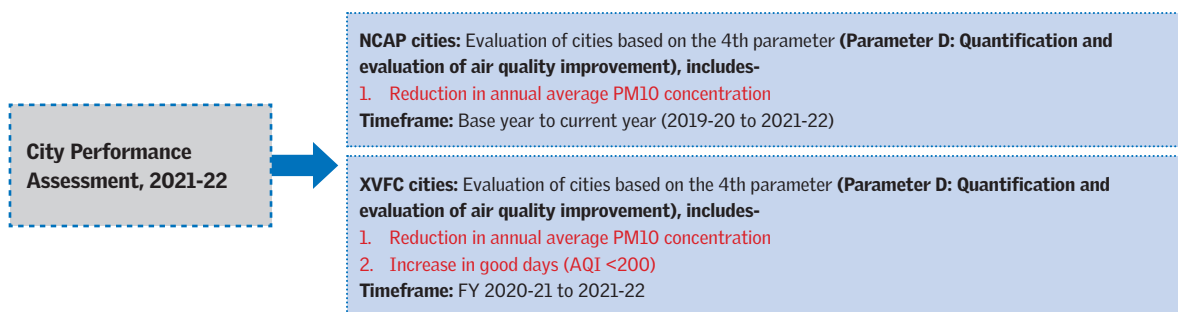 City Performance
Assessment, 2021-22
NCAP cities: Evaluation of cities based on the 4th parameter (Parameter D: Quantification and
evaluation of air quality improvement), includes-
1. Reduction in annual average PM10 concentration
Timeframe: Base year to current year (2019-20 to 2021-22)
XVFC cities: Evaluation of cities based on the 4th parameter (Parameter D: Quantification and
evaluation of air quality improvement), includes-
1. Reduction in annual average PM10 concentration
2. Increase in good days (AQI <200)
Timeframe: FY 2020-21 to 2021-22